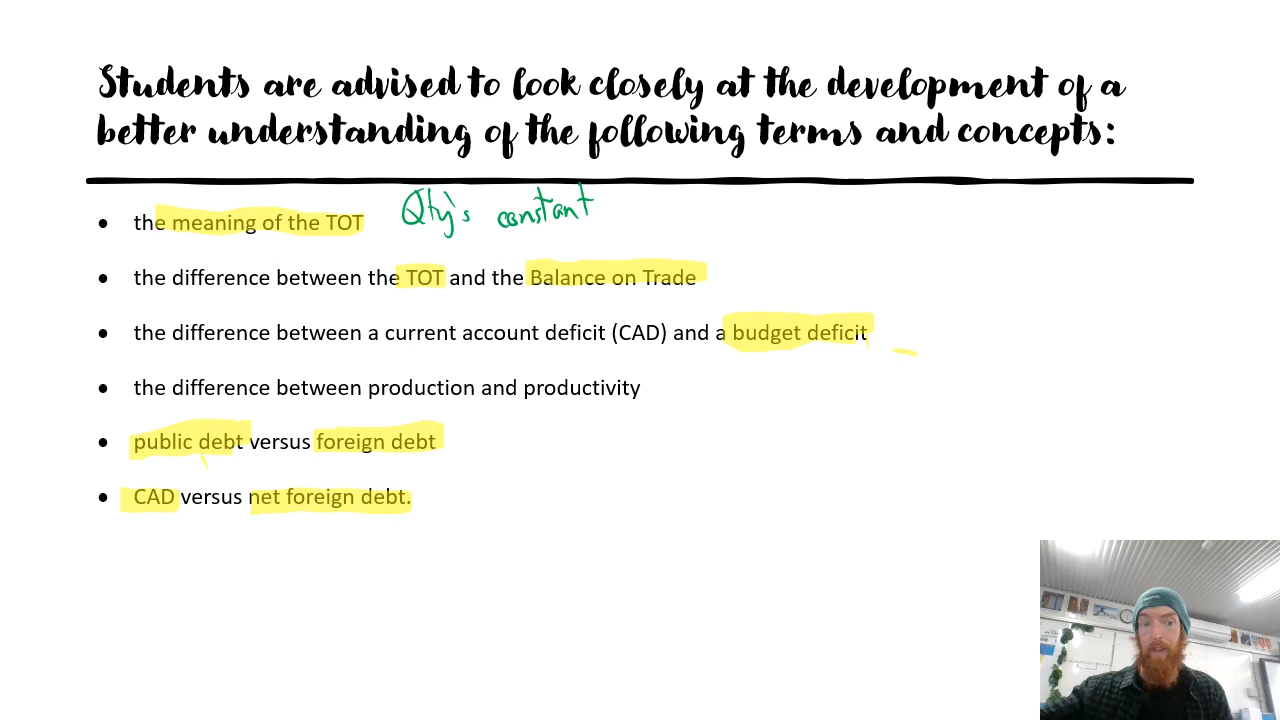 Students are advised to look closely at the development of a
better understanding of the following terms and concepts:
• the meaning of the TOT Qty's constant
• the difference between the TOT and the Balance on Trade
• the difference between a current account deficit (CAD) and a budget deficit
• the difference between production and productivity
• public debt versus foreign debt
• CAD versus net foreign debt.